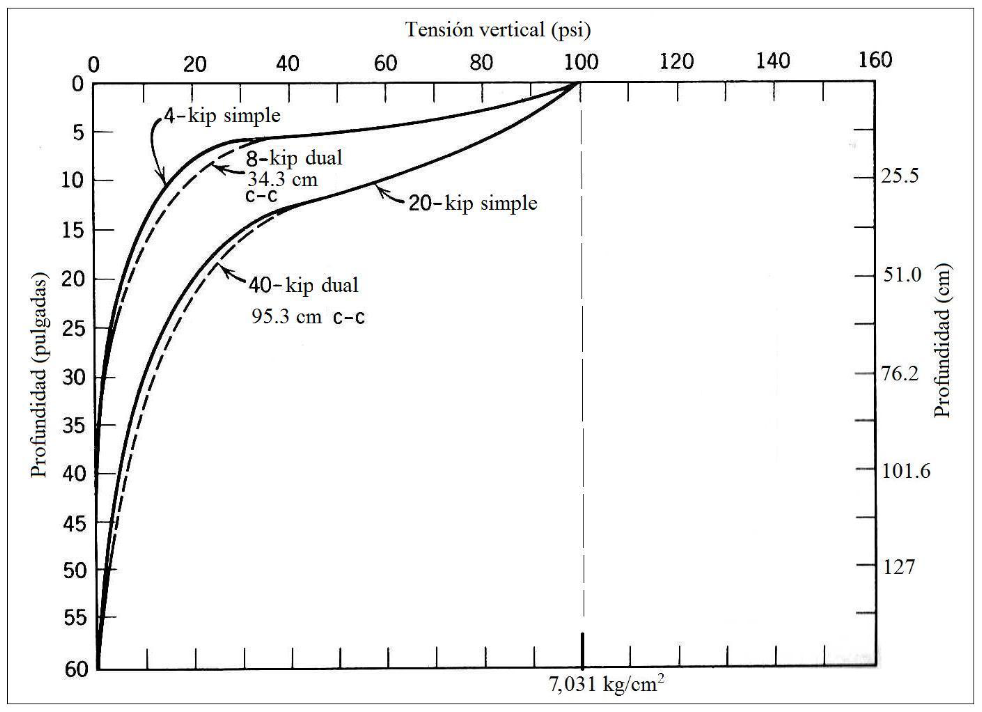 Tensión vertical (psi)
0 20 40 60 80 100 120 140 160
0
5
10
15
20
25
30
35
40
45
50
55
60
Profundidad (pulgadas)
4-kip simple
8-kip dual
34.3 cm
c-c
20-kip simple
40-kip dual
95.3 cm c-c
25.5
51.0
76.2
101.6
127
Profundidad (cm)
7,031 kg/cm²